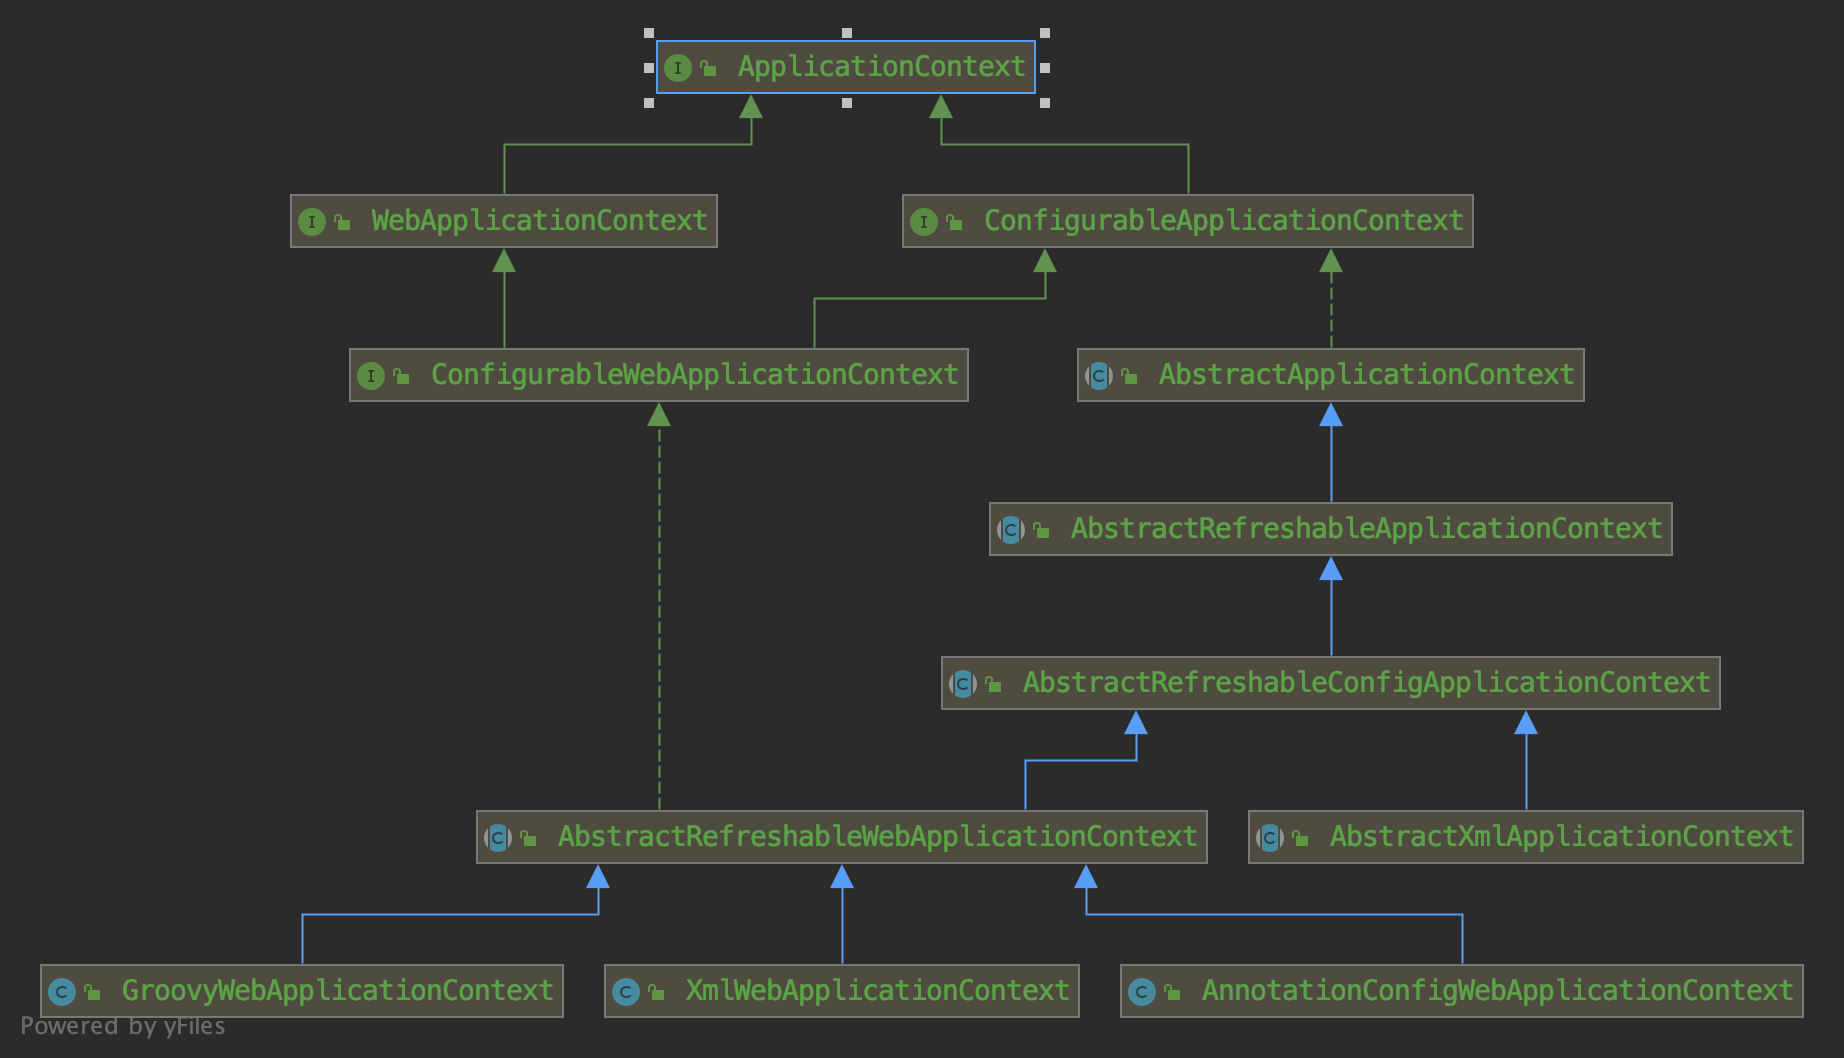 ApplicationContext
WebApplicationContext
ConfigurableApplicationContext
ConfigurableWebApplicationContext
AbstractApplicationContext
AbstractRefreshableApplicationContext
AbstractRefreshableConfigApplicationContext
AbstractRefreshableWebApplicationContext
AbstractXmlApplicationContext
GroovyWebApplicationContext
XmlWebApplicationContext
AnnotationConfigWebApplicationContext
Powered by yFiles